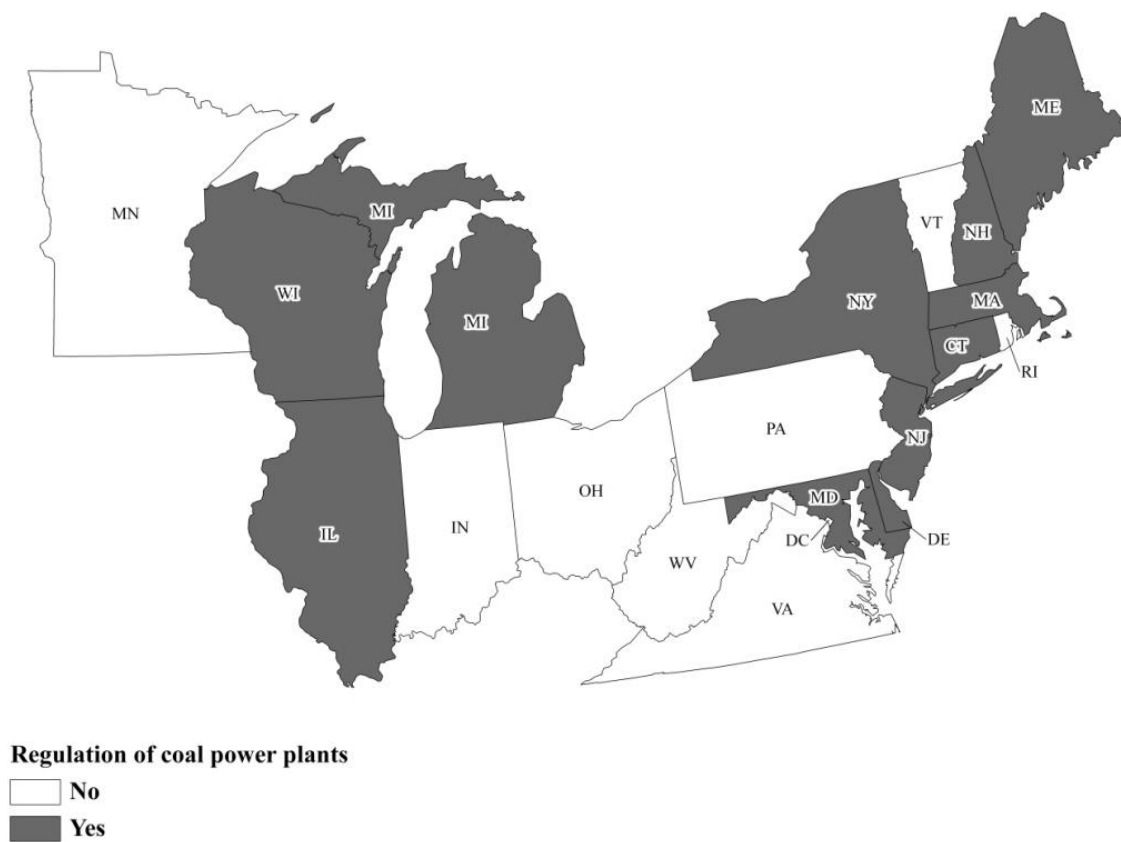 ME
MN
VT
MI
NH
WI
NY
MA
MI
CT
RI
PA
NJ
OH
MD
IL
IN
DC
DE
WV
VA
Regulation of coal power plants
No
Yes